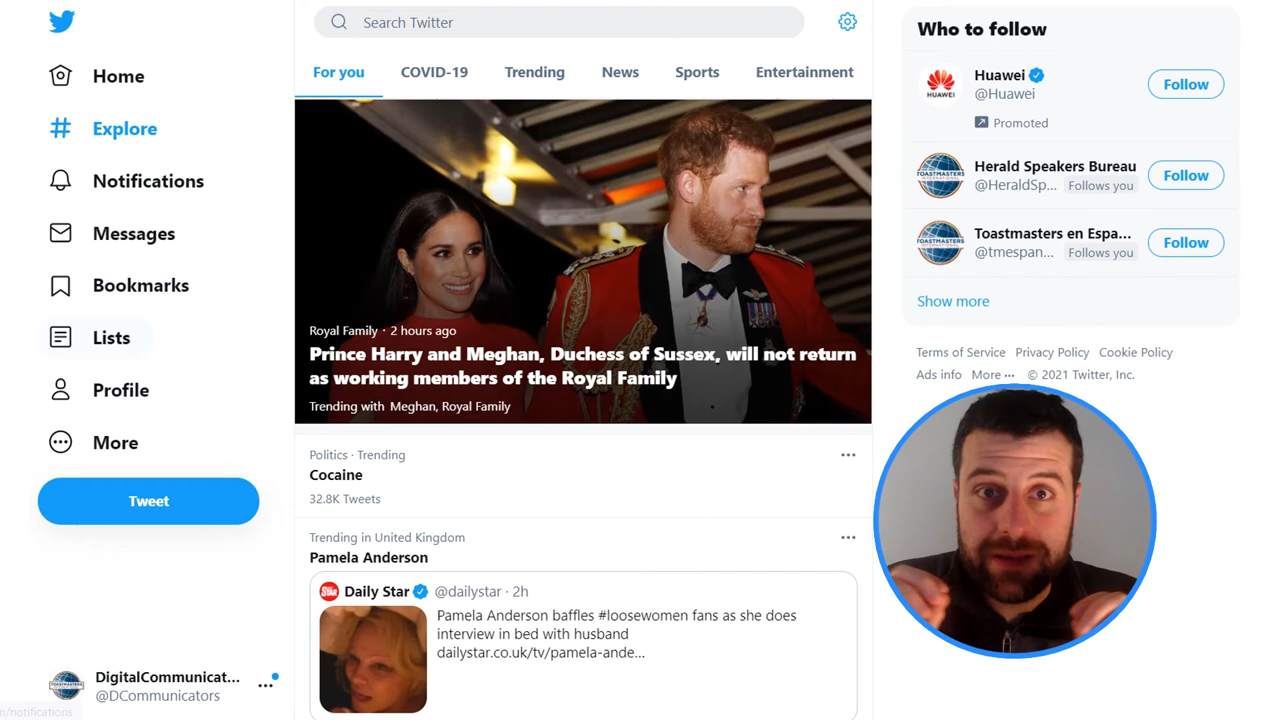 Home
Explore
Notifications
Messages
Bookmarks
Lists
Profile
More
Tweet
DigitalCommunicat...
@DCommunicators
m/notifications
Search Twitter
For you COVID-19 Trending News Sports Entertainment
Royal Family · 2 hours ago
Prince Harry and Meghan, Duchess of Sussex, will not return
as working members of the Royal Family
Trending with Meghan, Royal Family
Politics · Trending
Cocaine
32.8K Tweets
Trending in United Kingdom
Pamela Anderson
Daily Star @dailystar · 2h
Pamela Anderson baffles #loosewomen fans as she does
interview in bed with husband
dailystar.co.uk/tv/pamela-ande...
Who to follow
HUAWEI
Huawei
@Huawei
Follow
Promoted
TOASTMASTERS
Herald Speakers Bureau
@HeraldSp... Follows you
Follow
TOASTMASTERS
Toastmasters en Espa...
@tmespan... Follows you
Follow
Show more
Terms of Service Privacy Policy Cookie Policy
Ads info More ··· © 2021 Twitter, Inc.